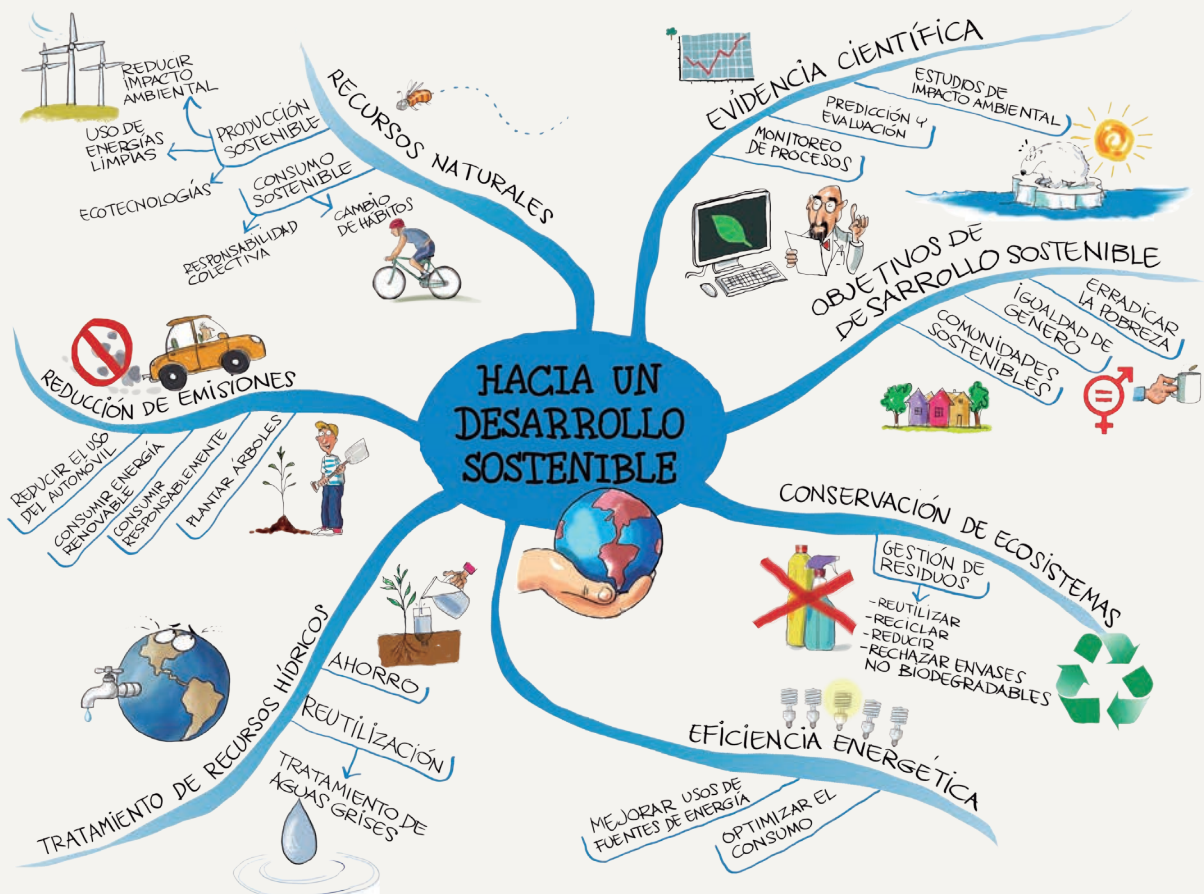 HACIA UN
DESARROLLO
SOSTENIBLE
RECURSOS NATURALES
PRODUCCIÓN
SOSTENIBLE
REDUCIR
IMPACTO
AMBIENTAL
USO DE
ENERGÍAS
LIMPIAS
ECOTECNOLOGÍAS
CONSUMO
SOSTENIBLE
RESPONSABILIDAD
COLECTIVA
CAMBIO
DE HÁBITOS
EVIDENCIA CIENTÍFICA
ESTUDIOS DE
IMPACTO AMBIENTAL
PREDICCIÓN Y
EVALUACIÓN
MONITOREO
DE PROCESOS
OBJETIVOS DE
DESARROLLO SOSTENIBLE
ERRADICAR
LA POBREZA
IGUALDAD DE
GÉNERO
COMUNIDADES
SOSTENIBLES
CONSERVACIÓN DE ECOSISTEMAS
GESTIÓN DE
RESIDUOS
-REUTILIZAR
-RECICLAR
-REDUCIR
-RECHAZAR ENVASES
NO BIODEGRADABLES
EFICIENCIA ENERGÉTICA
MEJORAR USOS DE
FUENTES DE ENERGÍA
OPTIMIZAR EL
CONSUMO
TRATAMIENTO DE RECURSOS HÍDRICOS
AHORRO
REUTILIZACIÓN
TRATAMIENTO DE
AGUAS GRISES
REDUCCIÓN DE EMISIONES
REDUCIR EL USO
DEL AUTOMÓVIL
CONSUMIR ENERGÍA
RENOVABLE
CONSUMIR
RESPONSABLEMENTE
PLANTAR ÁRBOLES